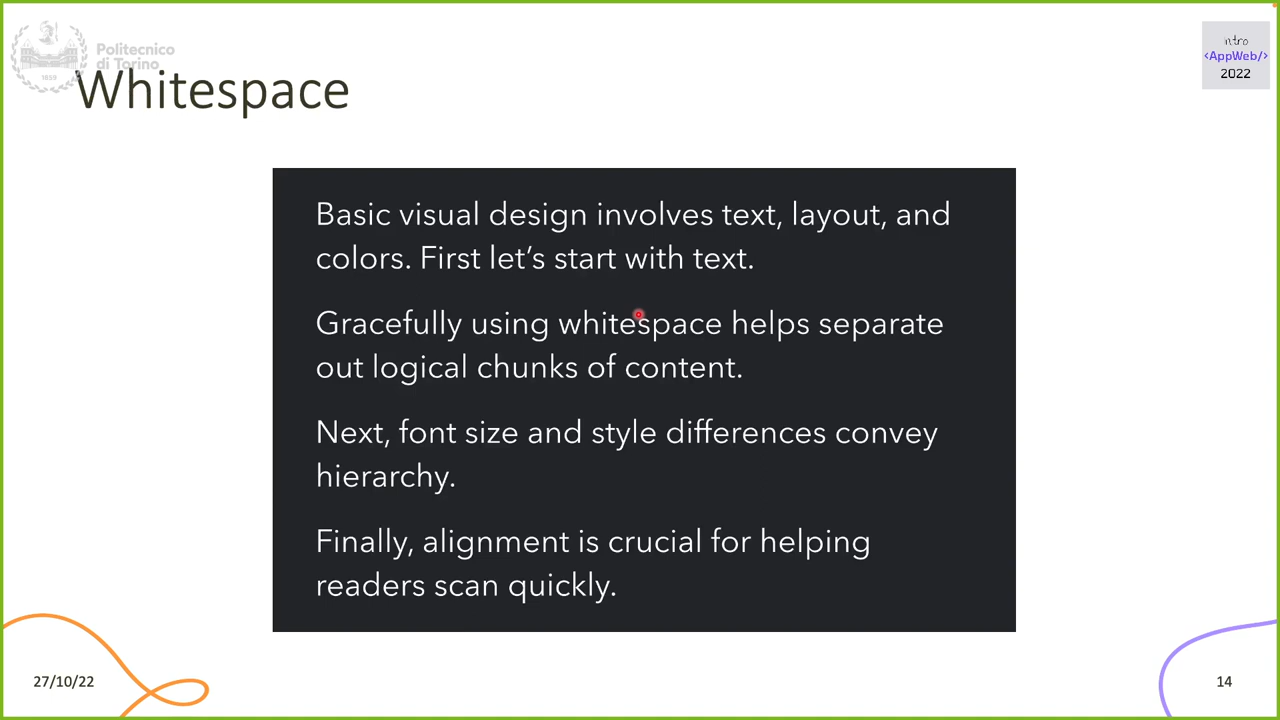 Politecnico
di Torino
1859
Whitespace
intro
<AppWeb/>
2022
Basic visual design involves text, layout, and
colors. First let’s start with text.
Gracefully using whitespace helps separate
out logical chunks of content.
Next, font size and style differences convey
hierarchy.
Finally, alignment is crucial for helping
readers scan quickly.
27/10/22
14